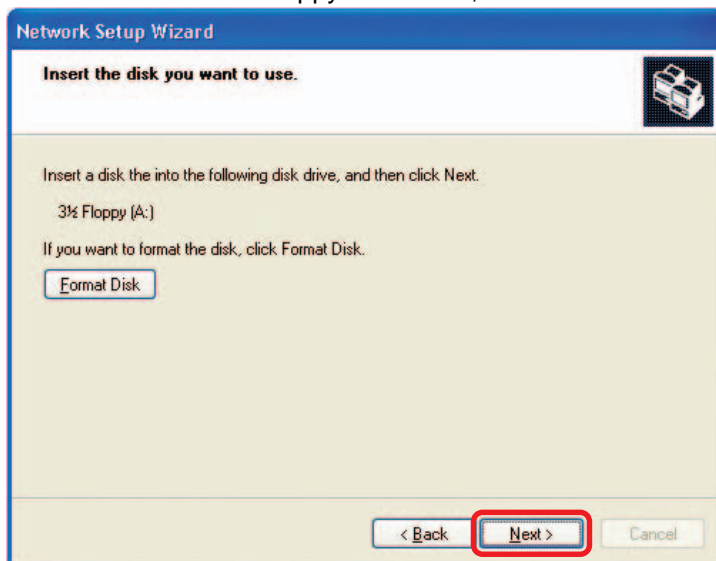 Network Setup Wizard
Insert the disk you want to use.
Insert a disk the into the following disk drive, and then click Next.
3½ Floppy (A:)
If you want to format the disk, click Format Disk.
Format Disk
< Back Next > Cancel